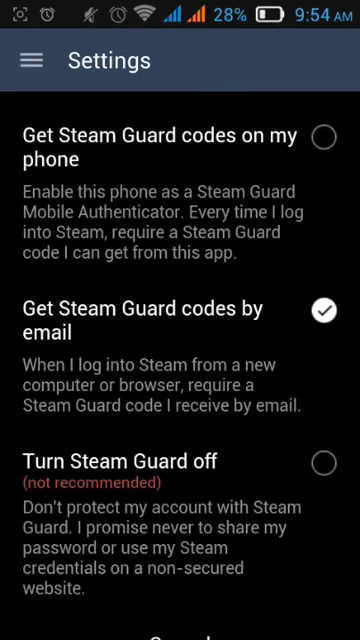 28% 9:54 AM
Settings
Get Steam Guard codes on my
phone
Enable this phone as a Steam Guard
Mobile Authenticator. Every time I log
into Steam, require a Steam Guard
code I can get from this app.
Get Steam Guard codes by
email
When I log into Steam from a new
computer or browser, require a
Steam Guard code I receive by email.
Turn Steam Guard off
(not recommended)
Don't protect my account with Steam
Guard. I promise never to share my
password or use my Steam
credentials on a non-secured
website.